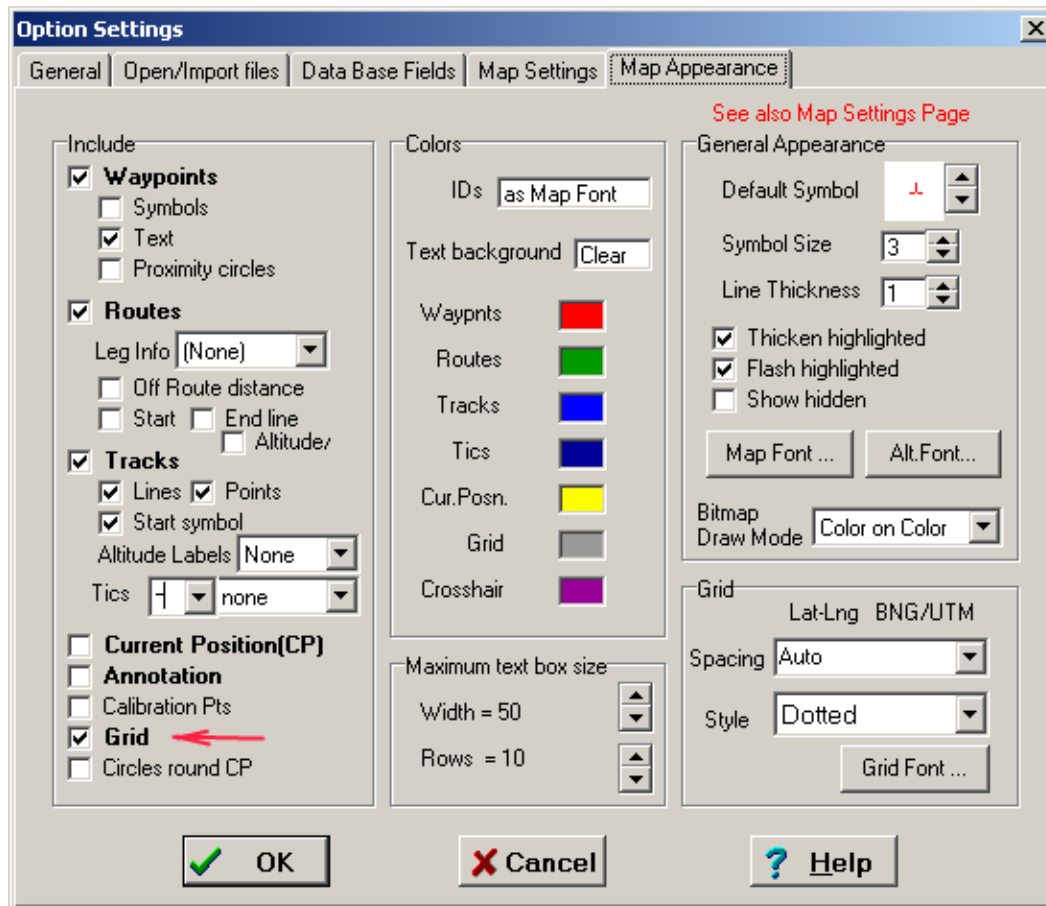 Option Settings
General Open/Import files Data Base Fields Map Settings Map Appearance
See also Map Settings Page
Include
Waypoints
Symbols
Text
Proximity circles
Routes
Leg Info (None)
Off Route distance
Start End line
Altitude/
Tracks
Lines Points
Start symbol
Altitude Labels None
Tics none
Current Position(CP)
Annotation
Calibration Pts
Grid
Circles round CP
Colors
IDs as Map Font
Text background Clear
Waypnts
Routes
Tracks
Tics
Cur.Posn.
Grid
Crosshair
Maximum text box size
Width = 50
Rows = 10
General Appearance
Default Symbol
Symbol Size 3
Line Thickness 1
Thicken highlighted
Flash highlighted
Show hidden
Map Font ... Alt.Font...
Bitmap
Draw Mode Color on Color
Grid
Lat-Lng BNG/UTM
Spacing Auto
Style Dotted
Grid Font ...
OK Cancel Help